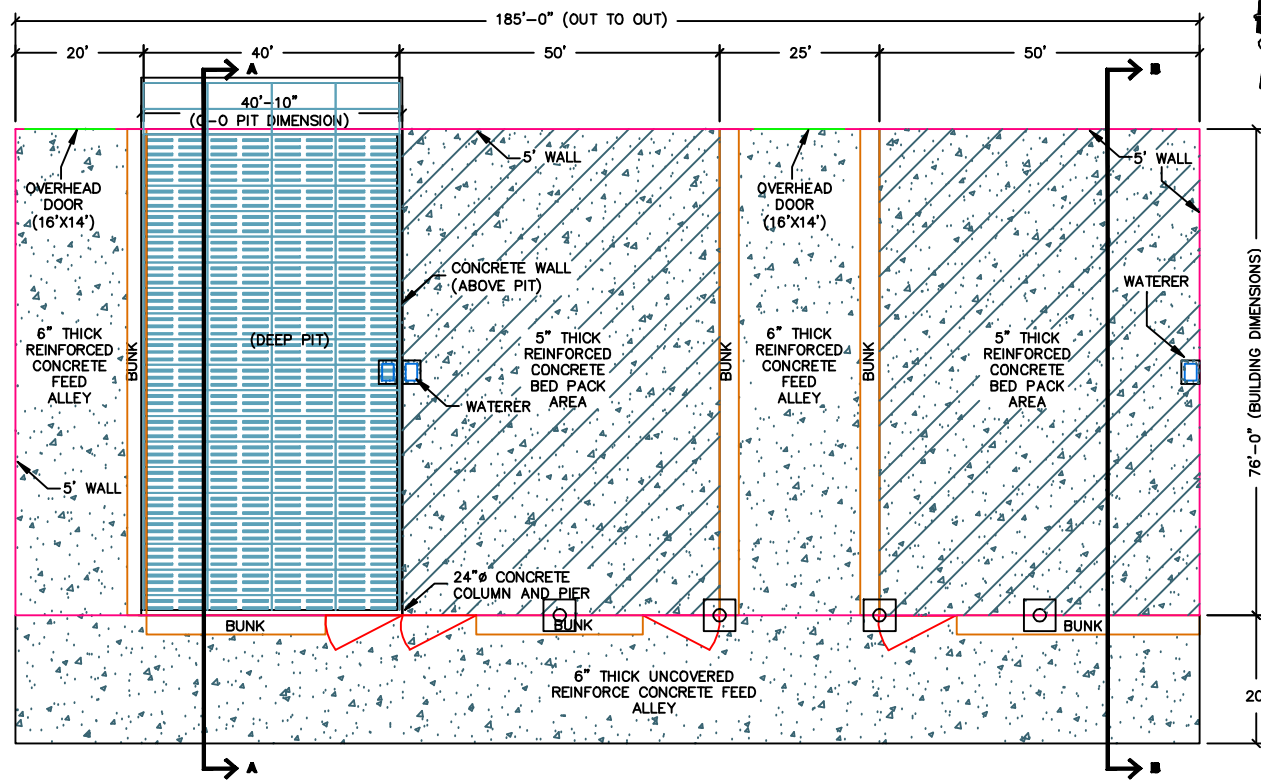 185'-0" (OUT TO OUT)
20'
40'
50'
25'
50'
A
B
40'-10"
(O-O PIT DIMENSION)
5' WALL
5' WALL
OVERHEAD
DOOR
(16'X14')
OVERHEAD
DOOR
(16'X14')
CONCRETE WALL
(ABOVE PIT)
WATERER
6" THICK
REINFORCED
CONCRETE
FEED
ALLEY
BUNK
(DEEP PIT)
5" THICK
REINFORCED
CONCRETE
BED PACK
AREA
BUNK
6" THICK
REINFORCED
CONCRETE
FEED
ALLEY
BUNK
5" THICK
REINFORCED
CONCRETE
BED PACK
AREA
76'-0" (BUILDING DIMENSIONS)
WATERER
5' WALL
24"ø CONCRETE
COLUMN AND PIER
BUNK
BUNK
BUNK
6" THICK UNCOVERED
REINFORCE CONCRETE FEED
ALLEY
20
A
B